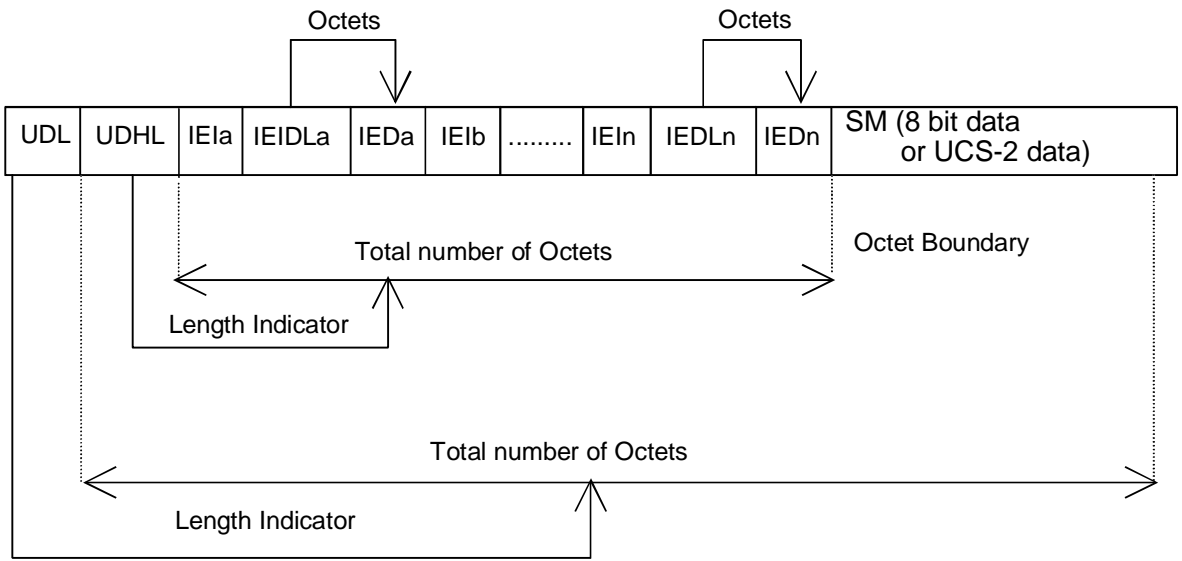 Octets
Octets
UDL UDHL IEIa IEIDLa IEDa IEIb ......... IEIn IEDLn IEDn SM (8 bit data
or UCS-2 data)
Total number of Octets
Octet Boundary
Length Indicator
Total number of Octets
Length Indicator